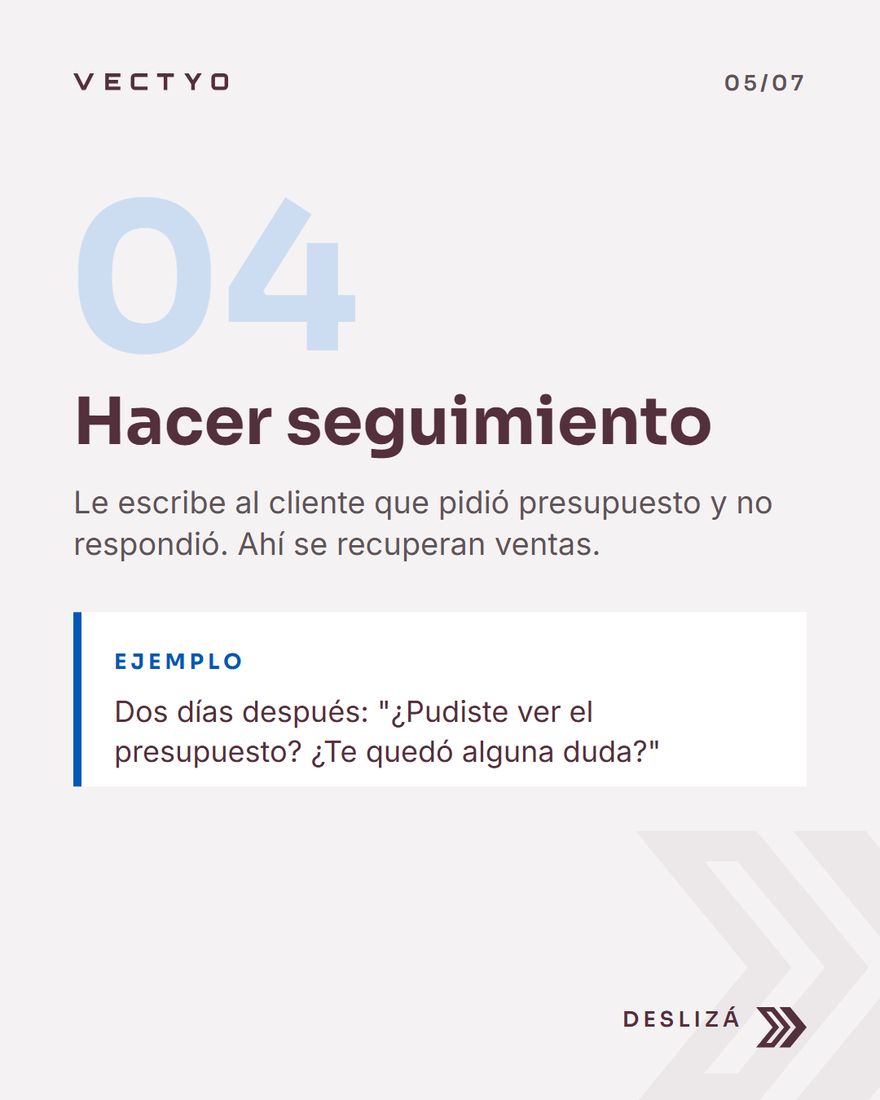 VECTYO
05/07
04
Hacer seguimiento
Le escribe al cliente que pidió presupuesto y no
respondió. Ahí se recuperan ventas.
EJEMPLO
Dos días después: "¿Pudiste ver el
presupuesto? ¿Te quedó alguna duda?"
DESLIZÁ